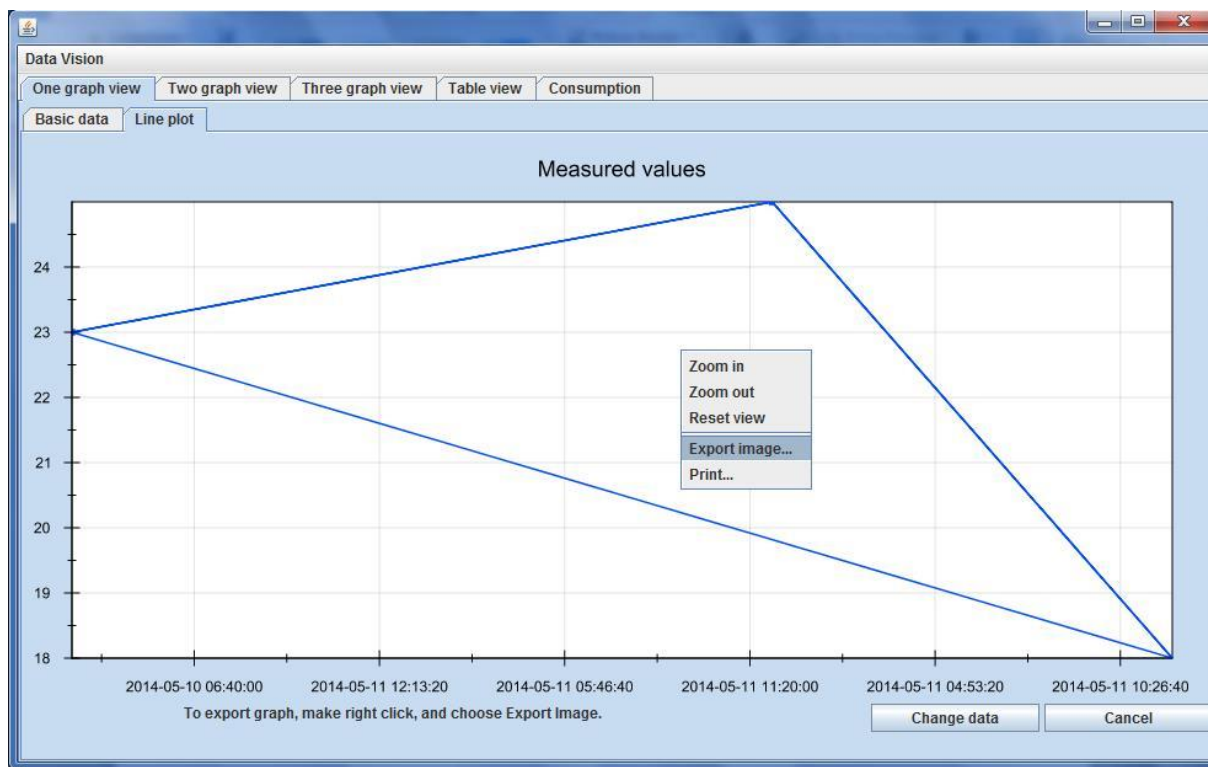 Data Vision
One graph view Two graph view Three graph view Table view Consumption
Basic data Line plot
Measured values
24
23
22
21
20
19
18
Zoom in
Zoom out
Reset view
Export image...
Print...
2014-05-10 06:40:00 2014-05-11 12:13:20 2014-05-11 05:46:40 2014-05-11 11:20:00 2014-05-11 04:53:20 2014-05-11 10:26:40
To export graph, make right click, and choose Export Image.
Change data Cancel